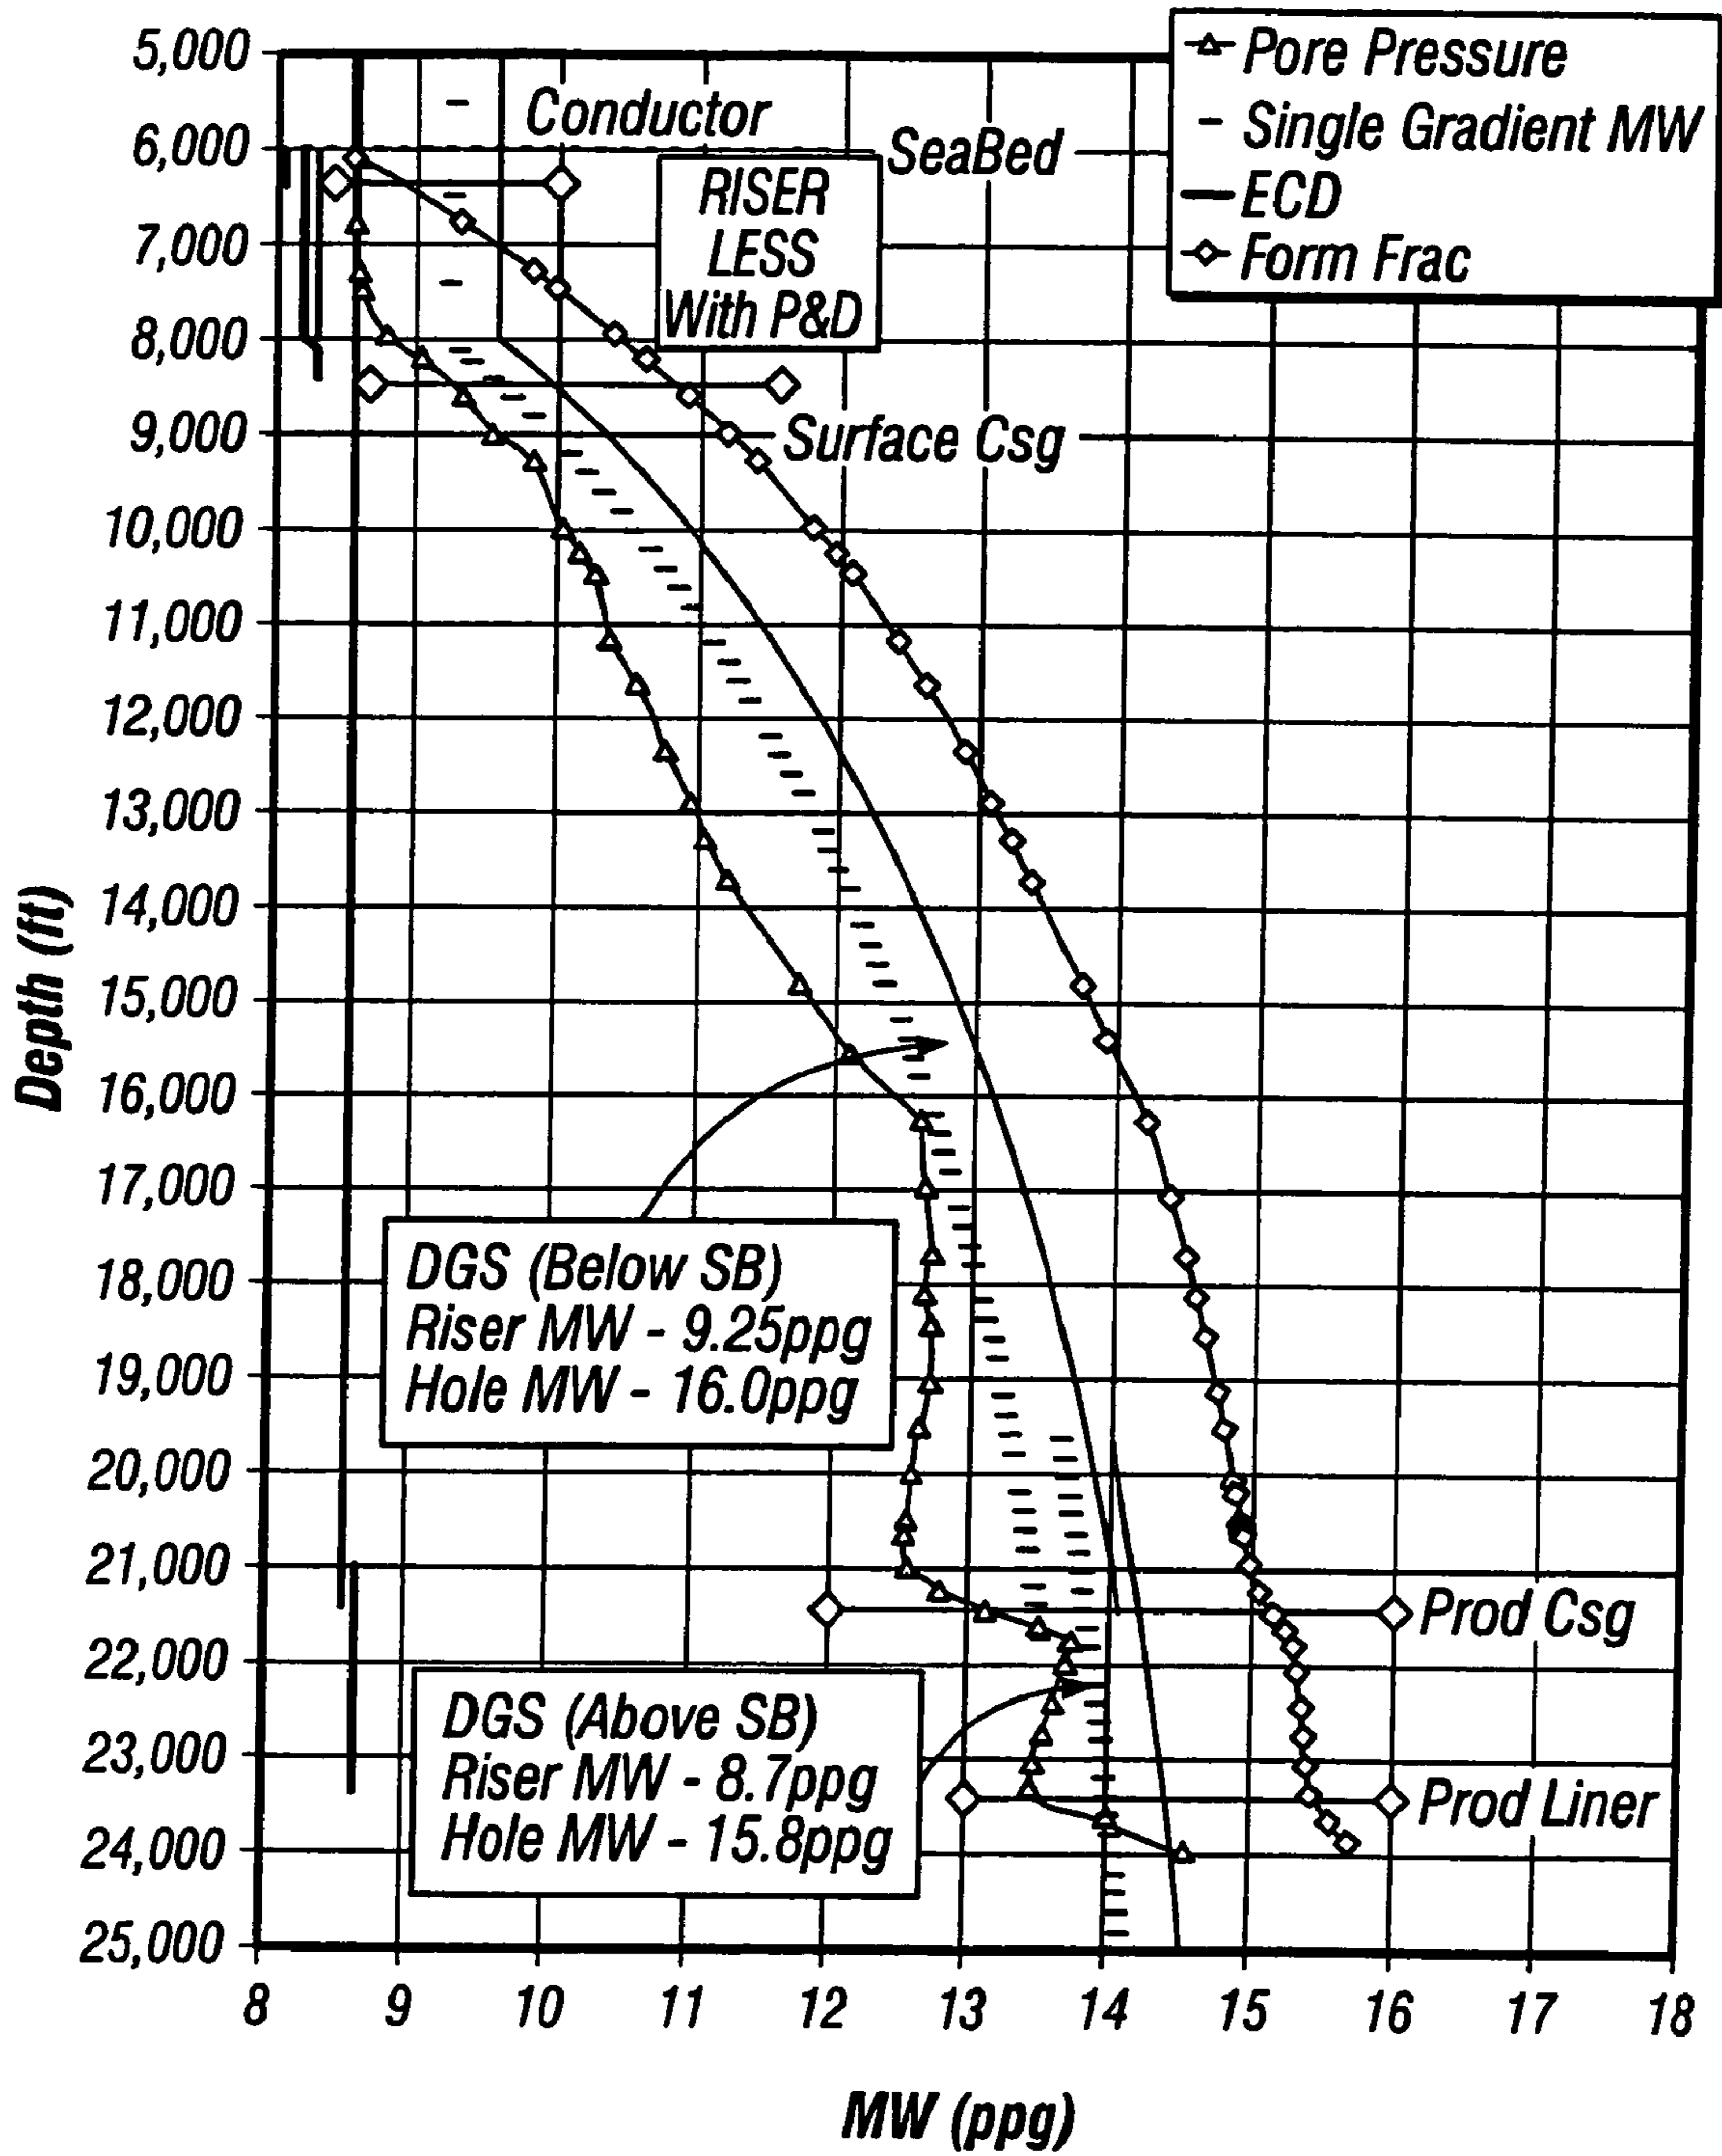 Pore Pressure
Single Gradient MW
ECD
Form Frac
5,000
6,000
7,000
8,000
9,000
10,000
11,000
12,000
13,000
14,000
15,000
16,000
17,000
18,000
19,000
20,000
21,000
22,000
23,000
24,000
25,000
Depth (ft)
Conductor
SeaBed
RISER
LESS
With P&D
Surface Csg
DGS (Below SB)
Riser MW - 9.25ppg
Hole MW - 16.0ppg
Prod Csg
DGS (Above SB)
Riser MW - 8.7ppg
Hole MW - 15.8ppg
Prod Liner
8 9 10 11 12 13 14 15 16 17 18
MW (ppg)